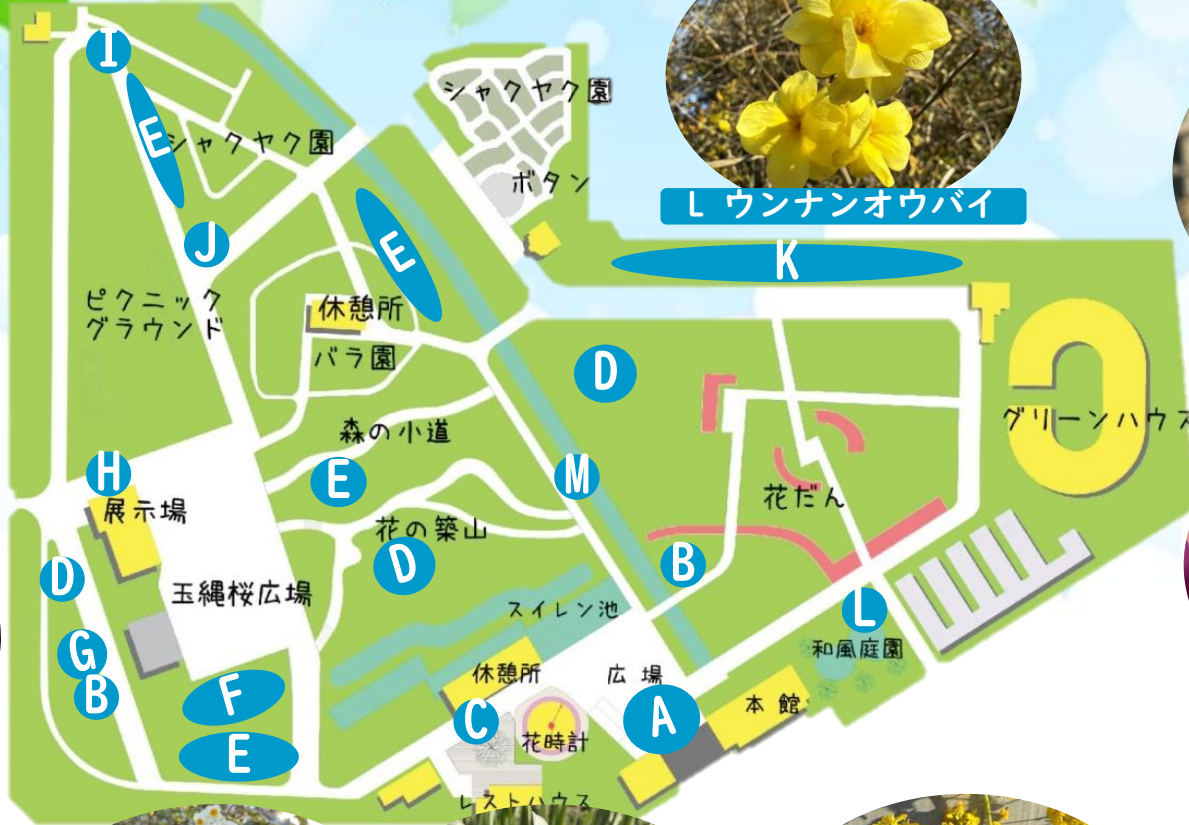 I
E
シャクヤク園
シャクヤク園
ボタン
L ウンナンオウバイ
J
E
K
ピクニック
グラウンド
休憩所
バラ園
D
グリーンハウス
森の小道
H
E
M
展示場
花の築山
花だん
D
D
B
玉縄桜広場
スイレン池
L
G
和風庭園
B
F
休憩所
広場
A
本館
C
花時計
E
レストハウス